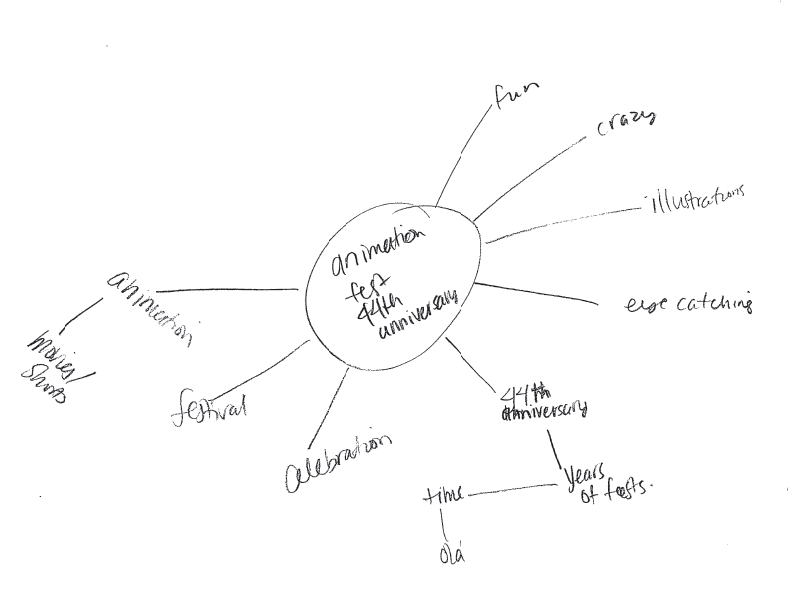 fun
crazy
illustrations
animation
fest
44th
anniversary
animation
eye catching
movies/
shorts
festival
44th
anniversary
celebration
years
of fests.
time
old